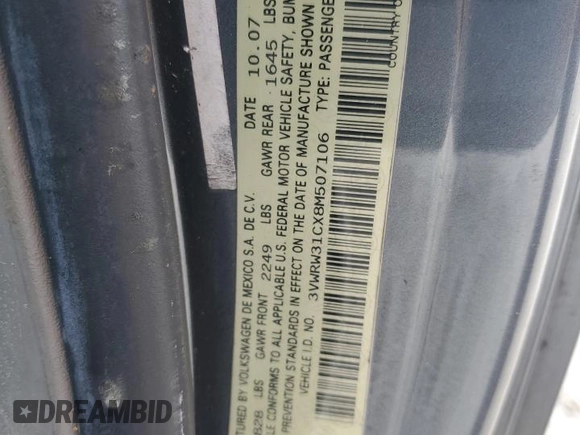 TURED BY VOLKSWAGEN DE MEXICO S.A. DE C.V. DATE 10.07
LBS GAWR FRONT 2249 LBS GAWR REAR 1645 LBS
LE CONFORMS TO ALL APPLICABLE U.S. FEDERAL MOTOR VEHICLE SAFETY, BUM
PREVENTION STANDARDS IN EFFECT ON THE DATE OF MANUFACTURE SHOWN
VEHICLE I.D. NO. 3VWRW31CX8M507106 TYPE: PASSENGE
COUNTRY O
DREAMBID